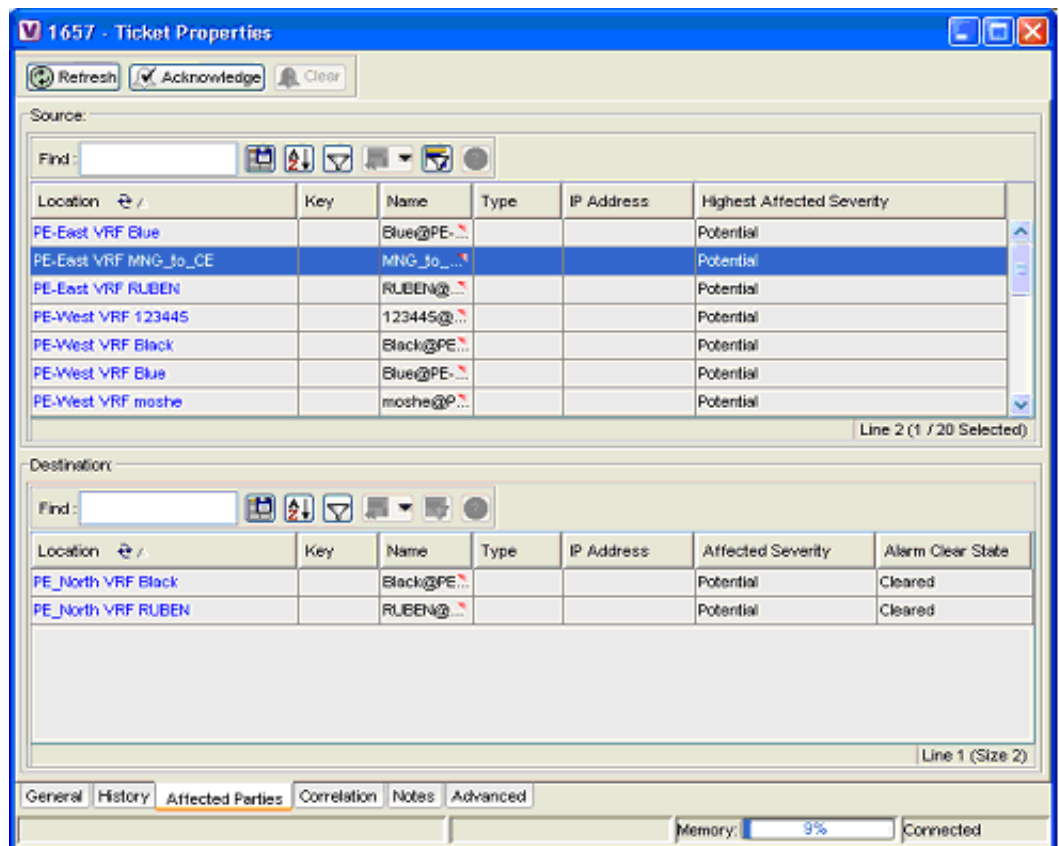 1657 - Ticket Properties
Refresh Acknowledge Clear
Source:
Find :
Location Key Name Type IP Address Highest Affected Severity
PE-East VRF Blue Blue@PE-... Potential
PE-East VRF MNG_to_CE MNG_to_... Potential
PE-East VRF RUBEN RUBEN@... Potential
PE-West VRF 123445 123445@... Potential
PE-West VRF Black Black@PE... Potential
PE-West VRF Blue Blue@PE-... Potential
PE-West VRF moshe moshe@P... Potential
Line 2 (1 / 20 Selected)
Destination:
Find :
Location Key Name Type IP Address Affected Severity Alarm Clear State
PE_North VRF Black Black@PE... Potential Cleared
PE_North VRF RUBEN RUBEN@... Potential Cleared
Line 1 (Size 2)
General History Affected Parties Correlation Notes Advanced
Memory: 9% Connected